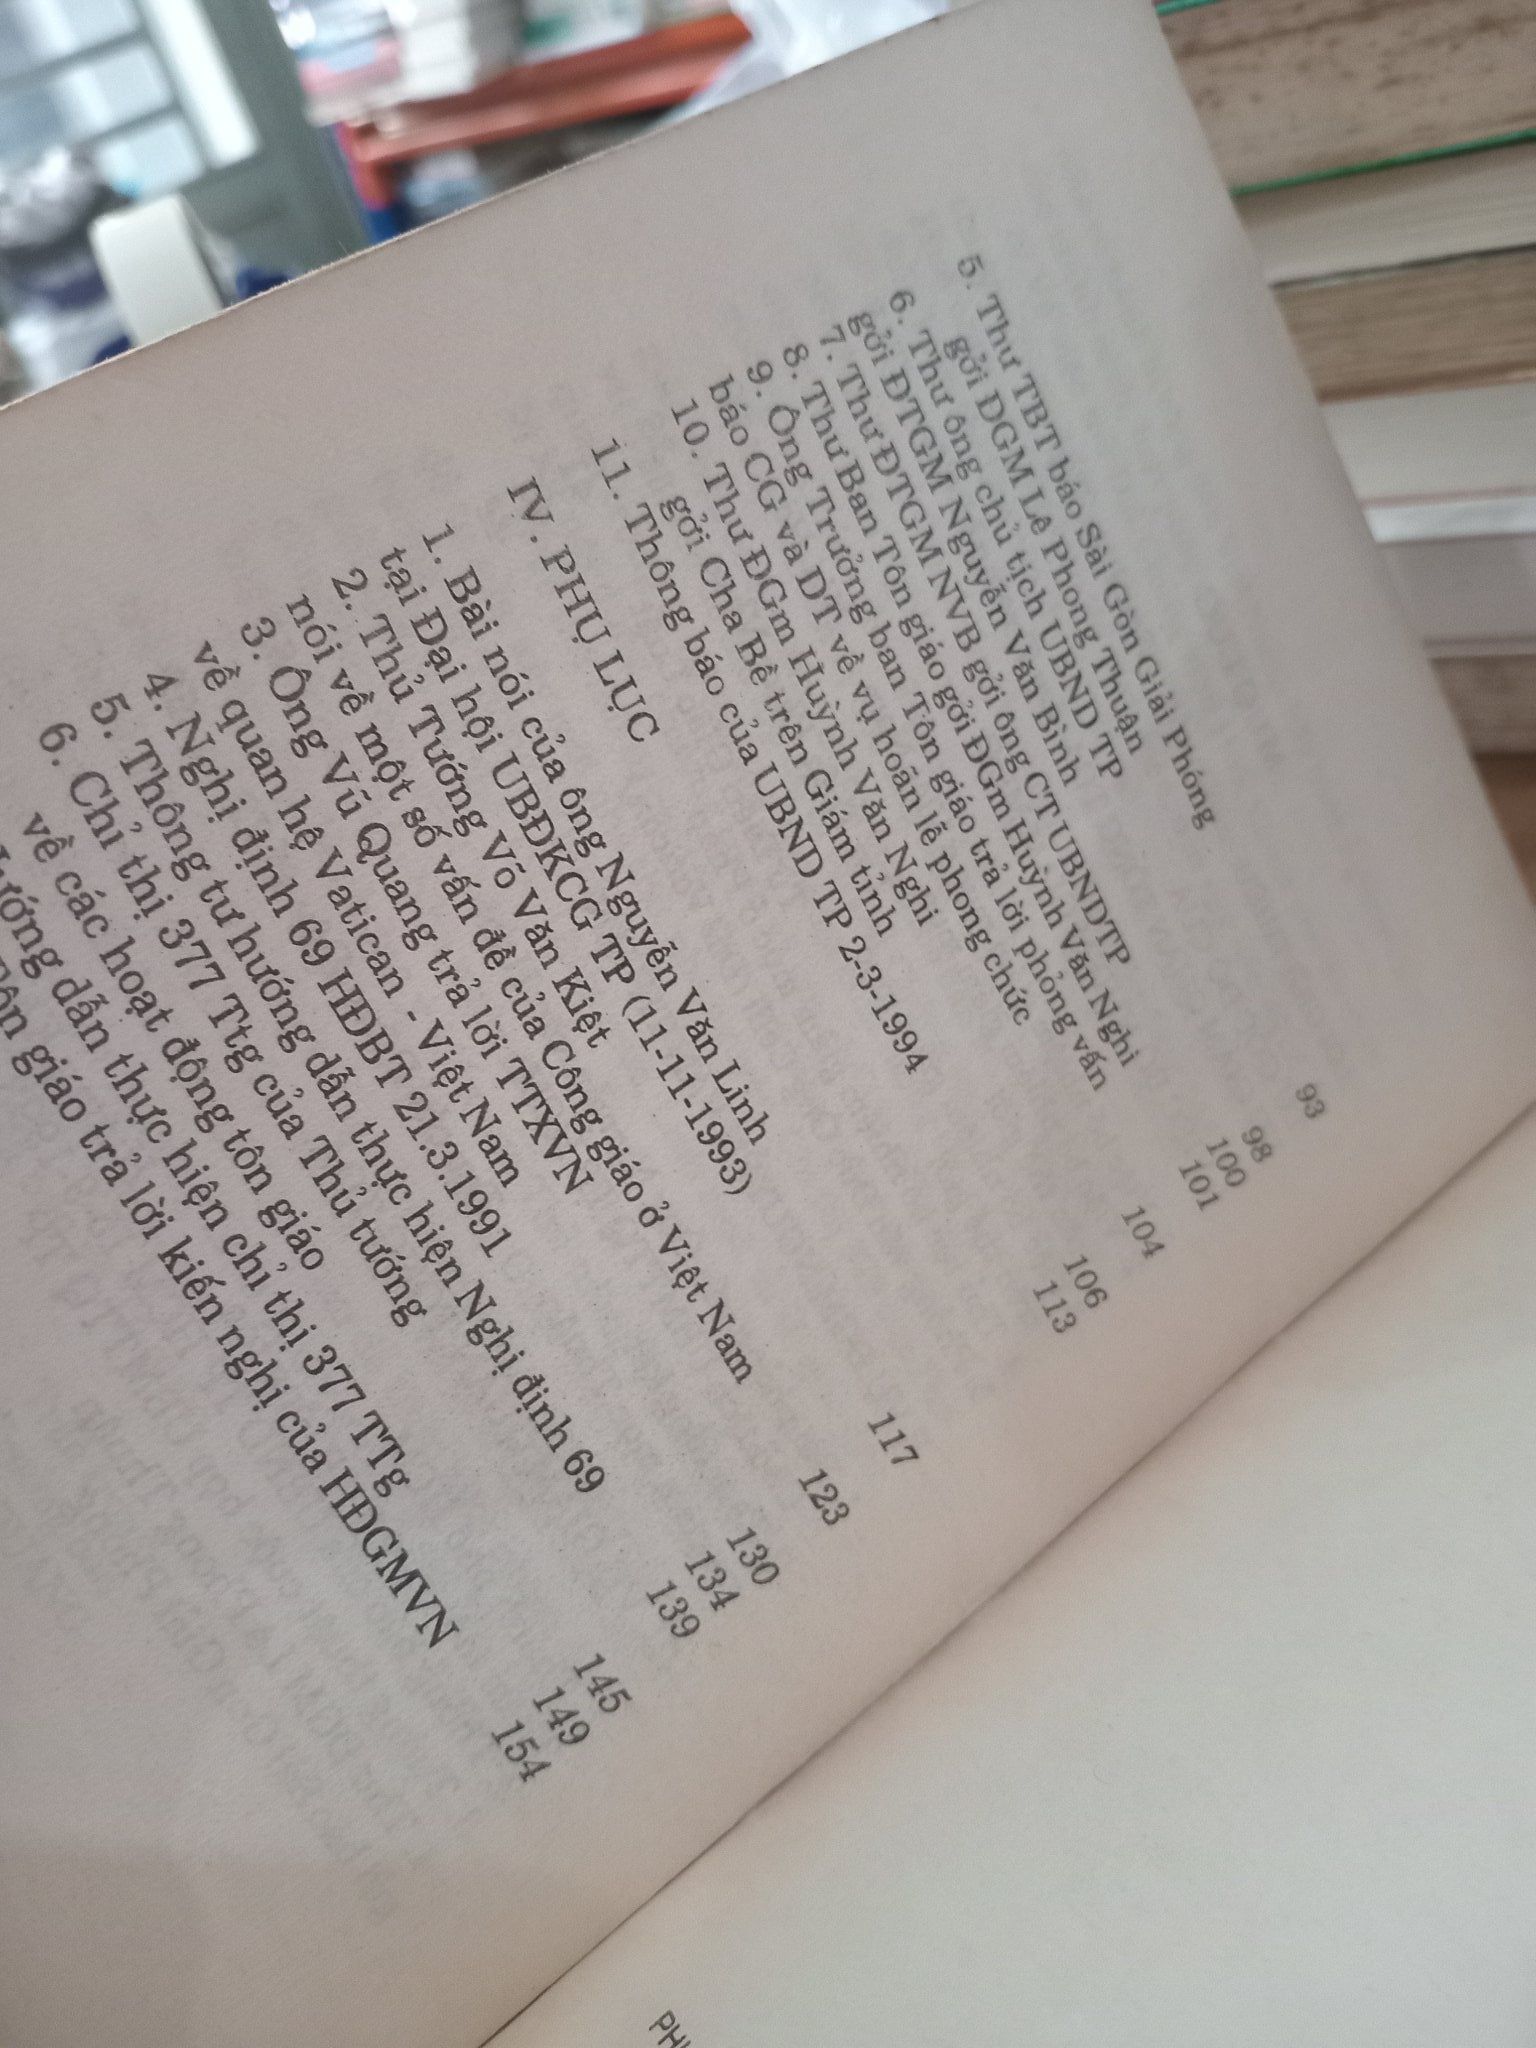 5. Thư TBT báo Sài Gòn Giải Phóng
gởi ĐGM Lê Phong Thuận 93
6. Thư ông chủ tịch UBND TP
gởi ĐTGM Nguyễn Văn Bình 98
7. Thư ĐTGM NVB gởi ông CT UBNDTP 100
8. Thư Ban Tôn giáo gởi ĐGm Huỳnh Văn Nghi 101
9. Ông Trưởng ban Tôn giáo trả lời phỏng vấn
báo CG và DT về vụ hoãn lễ phong chức 104
10. Thư ĐGm Huỳnh Văn Nghi
gởi Cha Bề trên Giám tỉnh 106
11. Thông báo của UBND TP 2-3-1994 113
IV. PHỤ LỤC
1. Bài nói của ông Nguyễn Văn Linh
tại Đại hội UBĐKCG TP (11-11-1993) 117
2. Thủ Tướng Võ Văn Kiệt
nói về một số vấn đề của Công giáo ở Việt Nam 123
3. Ông Vũ Quang trả lời TTXVN
về quan hệ Vatican - Việt Nam 130
4. Nghị định 69 HĐBT 21.3.1991 134
5. Thông tư hướng dẫn thực hiện Nghị định 69 139
6. Chỉ thị 377 Ttg của Thủ tướng
về các hoạt động tôn giáo 145
dẫn thực hiện chỉ thị 377 TTg 149
giáo trả lời kiến nghị của HĐGMVN 154